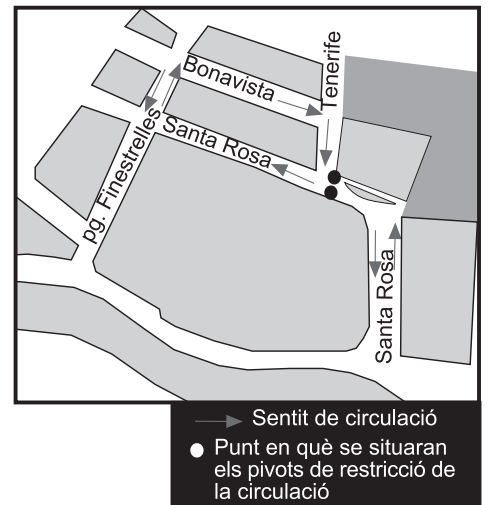 Bonavista
Tenerife
Santa Rosa
pg. Finestrelles
Santa Rosa
Sentit de circulació
Punt en què se situaran
els pivots de restricció de
la circulació